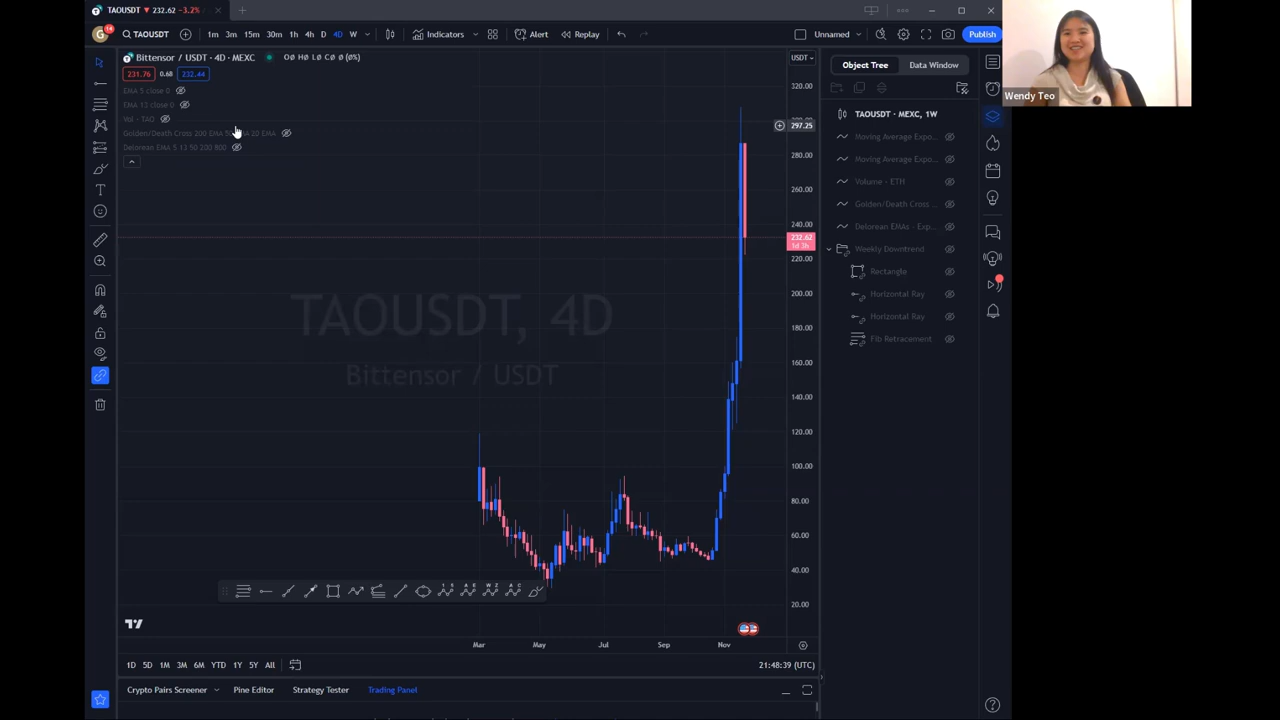 TAOUSDT ▼ 232.62 −3.2%
G 14 TAOUSDT 1m 3m 15m 30m 1h 4h D 4D W Indicators Alert Replay Unnamed Publish
Bittensor / USDT · 4D · MEXC O Ø H Ø L Ø C Ø Ø (0%)
231.76 0.68 232.44
EMA 5 close 0
EMA 12 close 0
Vol · TAO
Golden/Death Cross 200 EMA 50 EMA 20 EMA
Delorean EMA 5 13 50 200 800
TAOUSDT, 4D
Bittensor / USDT
USDT
320.00
297.25
280.00
260.00
240.00
232.62
220.00
200.00
180.00
160.00
140.00
120.00
100.00
80.00
60.00
40.00
20.00
Mar May Jul Sep Nov
1D 5D 1M 3M 6M YTD 1Y 5Y All 21:48:39 (UTC)
Crypto Pairs Screener Pine Editor Strategy Tester Trading Panel
Object Tree Data Window
TAOUSDT · MEXC, 1W
Moving Average Expo...
Moving Average Expo...
Volume · ETH
Golden/Death Cross ...
Delorean EMAs - Exp...
Weekly Downtrend
Rectangle
Horizontal Ray
Horizontal Ray
Fib Retracement
Wendy Teo